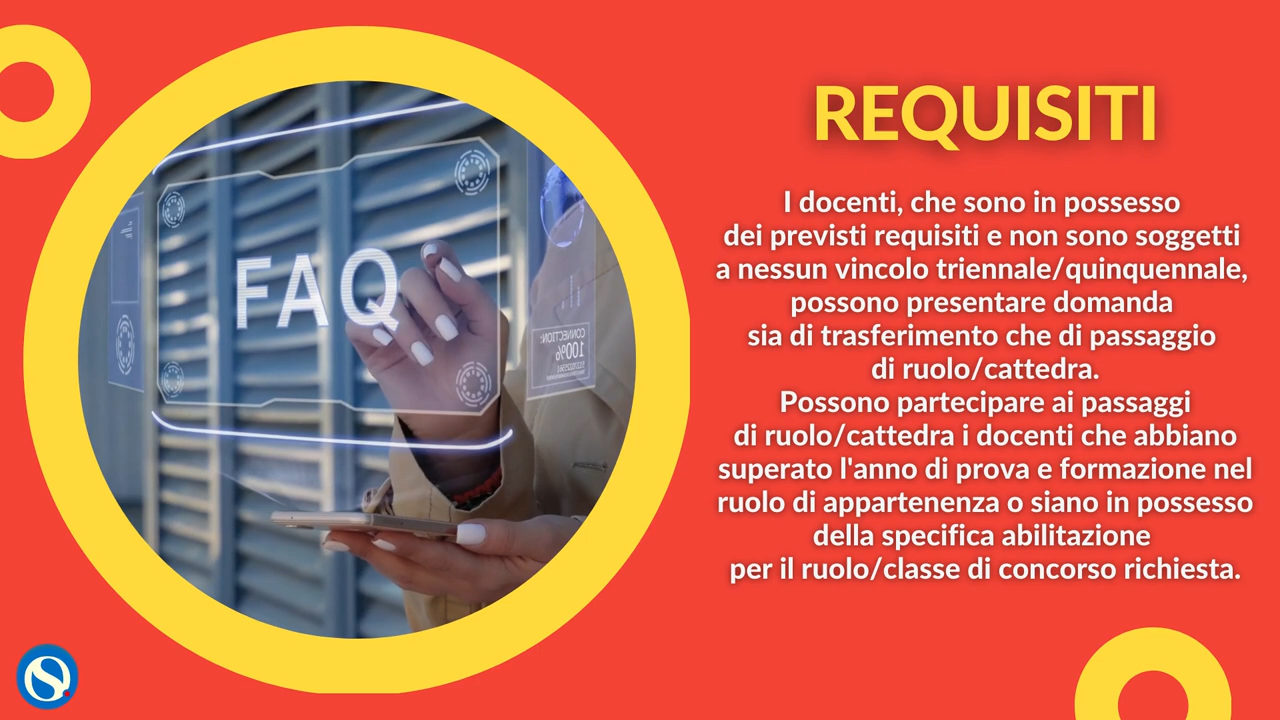 REQUISITI
I docenti, che sono in possesso
dei previsti requisiti e non sono soggetti
a nessun vincolo triennale/quinquennale,
possono presentare domanda
sia di trasferimento che di passaggio
di ruolo/cattedra.
Possono partecipare ai passaggi
di ruolo/cattedra i docenti che abbiano
superato l'anno di prova e formazione nel
ruolo di appartenenza o siano in possesso
della specifica abilitazione
per il ruolo/classe di concorso richiesta.
FAQ
CONNECTION:
100%
S